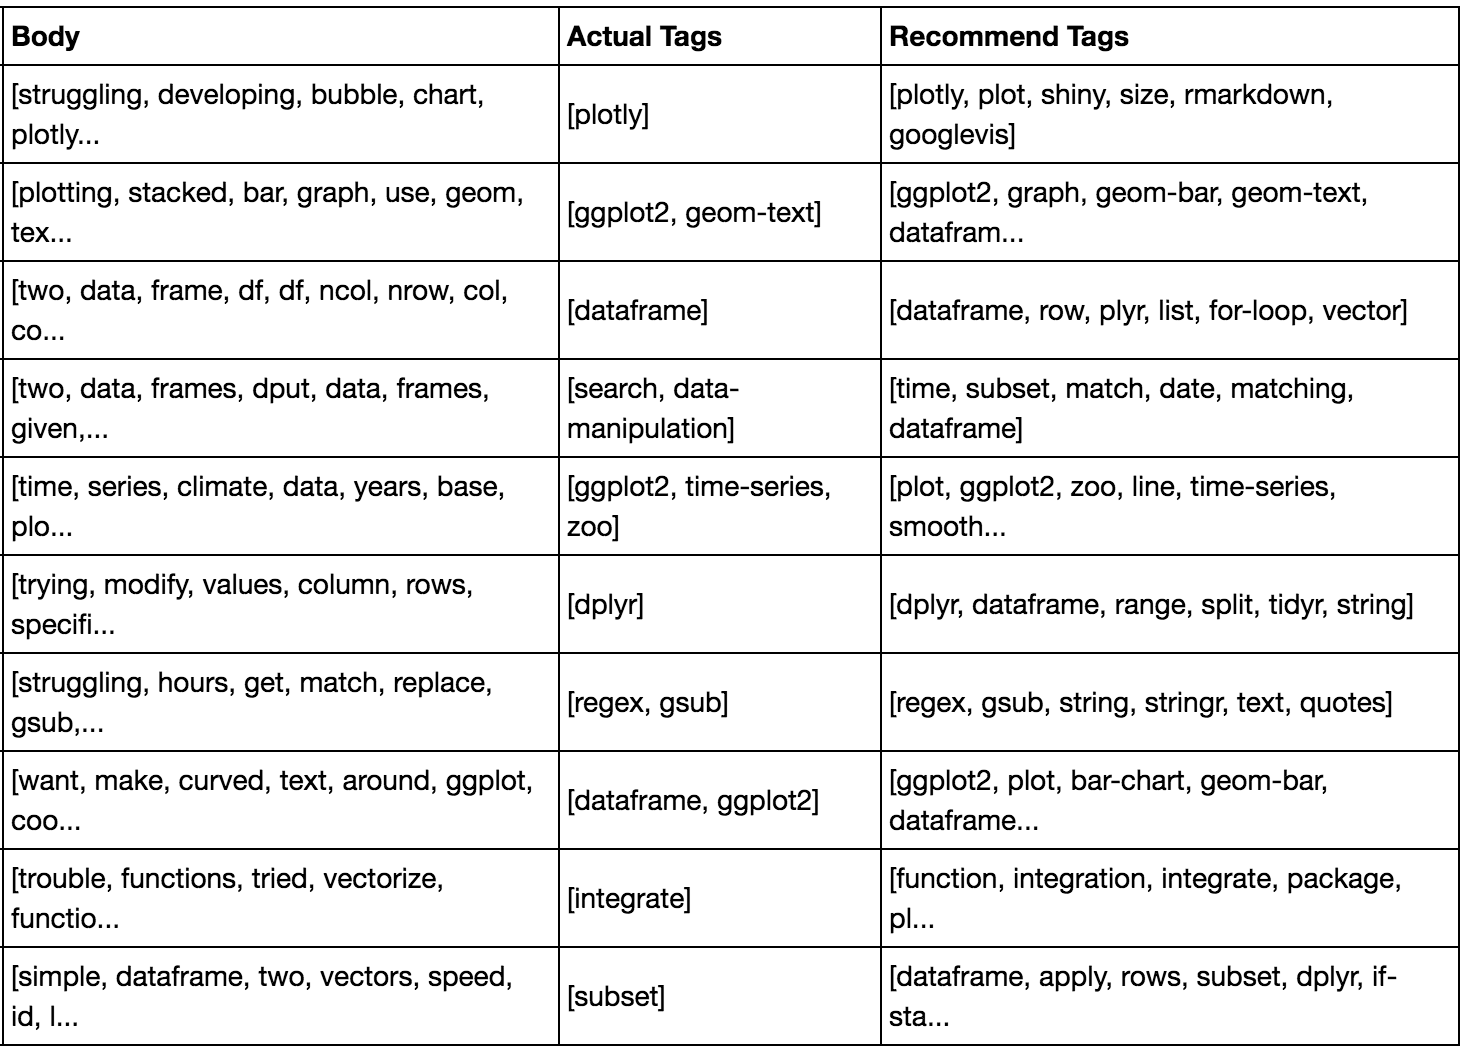 Body
Actual Tags
Recommend Tags
[struggling, developing, bubble, chart,
plotly...
[plotly]
[plotly, plot, shiny, size, rmarkdown,
googlevis]
[plotting, stacked, bar, graph, use, geom,
tex...
[ggplot2, geom-text]
[ggplot2, graph, geom-bar, geom-text,
datafram...
[two, data, frame, df, df, ncol, nrow, col,
co...
[dataframe]
[dataframe, row, plyr, list, for-loop, vector]
[two, data, frames, dput, data, frames,
given,...
[search, data-
manipulation]
[time, subset, match, date, matching,
dataframe]
[time, series, climate, data, years, base,
plo...
[ggplot2, time-series,
zoo]
[plot, ggplot2, zoo, line, time-series,
smooth...
[trying, modify, values, column, rows,
specifi...
[dplyr]
[dplyr, dataframe, range, split, tidyr, string]
[struggling, hours, get, match, replace,
gsub,...
[regex, gsub]
[regex, gsub, string, stringr, text, quotes]
[want, make, curved, text, around, ggplot,
coo...
[dataframe, ggplot2]
[ggplot2, plot, bar-chart, geom-bar,
dataframe...
[trouble, functions, tried, vectorize,
functio...
[integrate]
[function, integration, integrate, package,
pl...
[simple, dataframe, two, vectors, speed,
id, l...
[subset]
[dataframe, apply, rows, subset, dplyr, if-
sta...